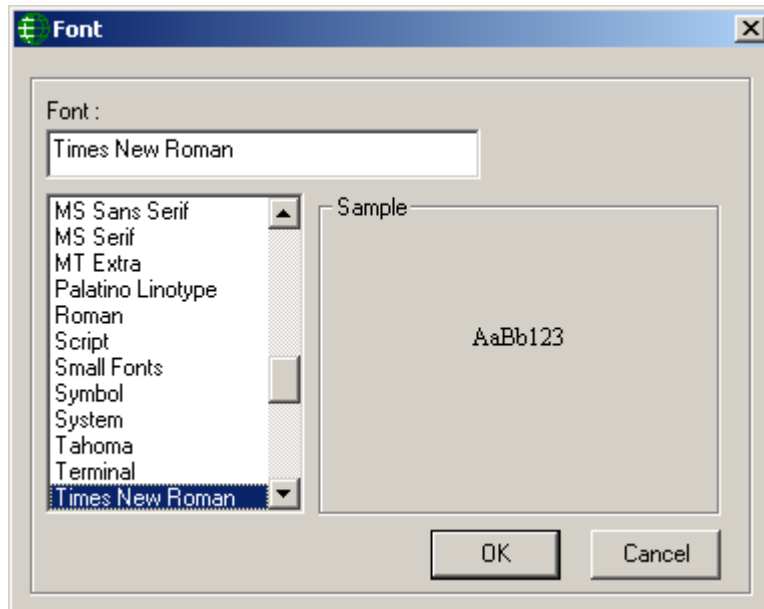 Font
Font :
Times New Roman
MS Sans Serif
MS Serif
MT Extra
Palatino Linotype
Roman
Script
Small Fonts
Symbol
System
Tahoma
Terminal
Times New Roman
Sample
AaBb123
OK
Cancel